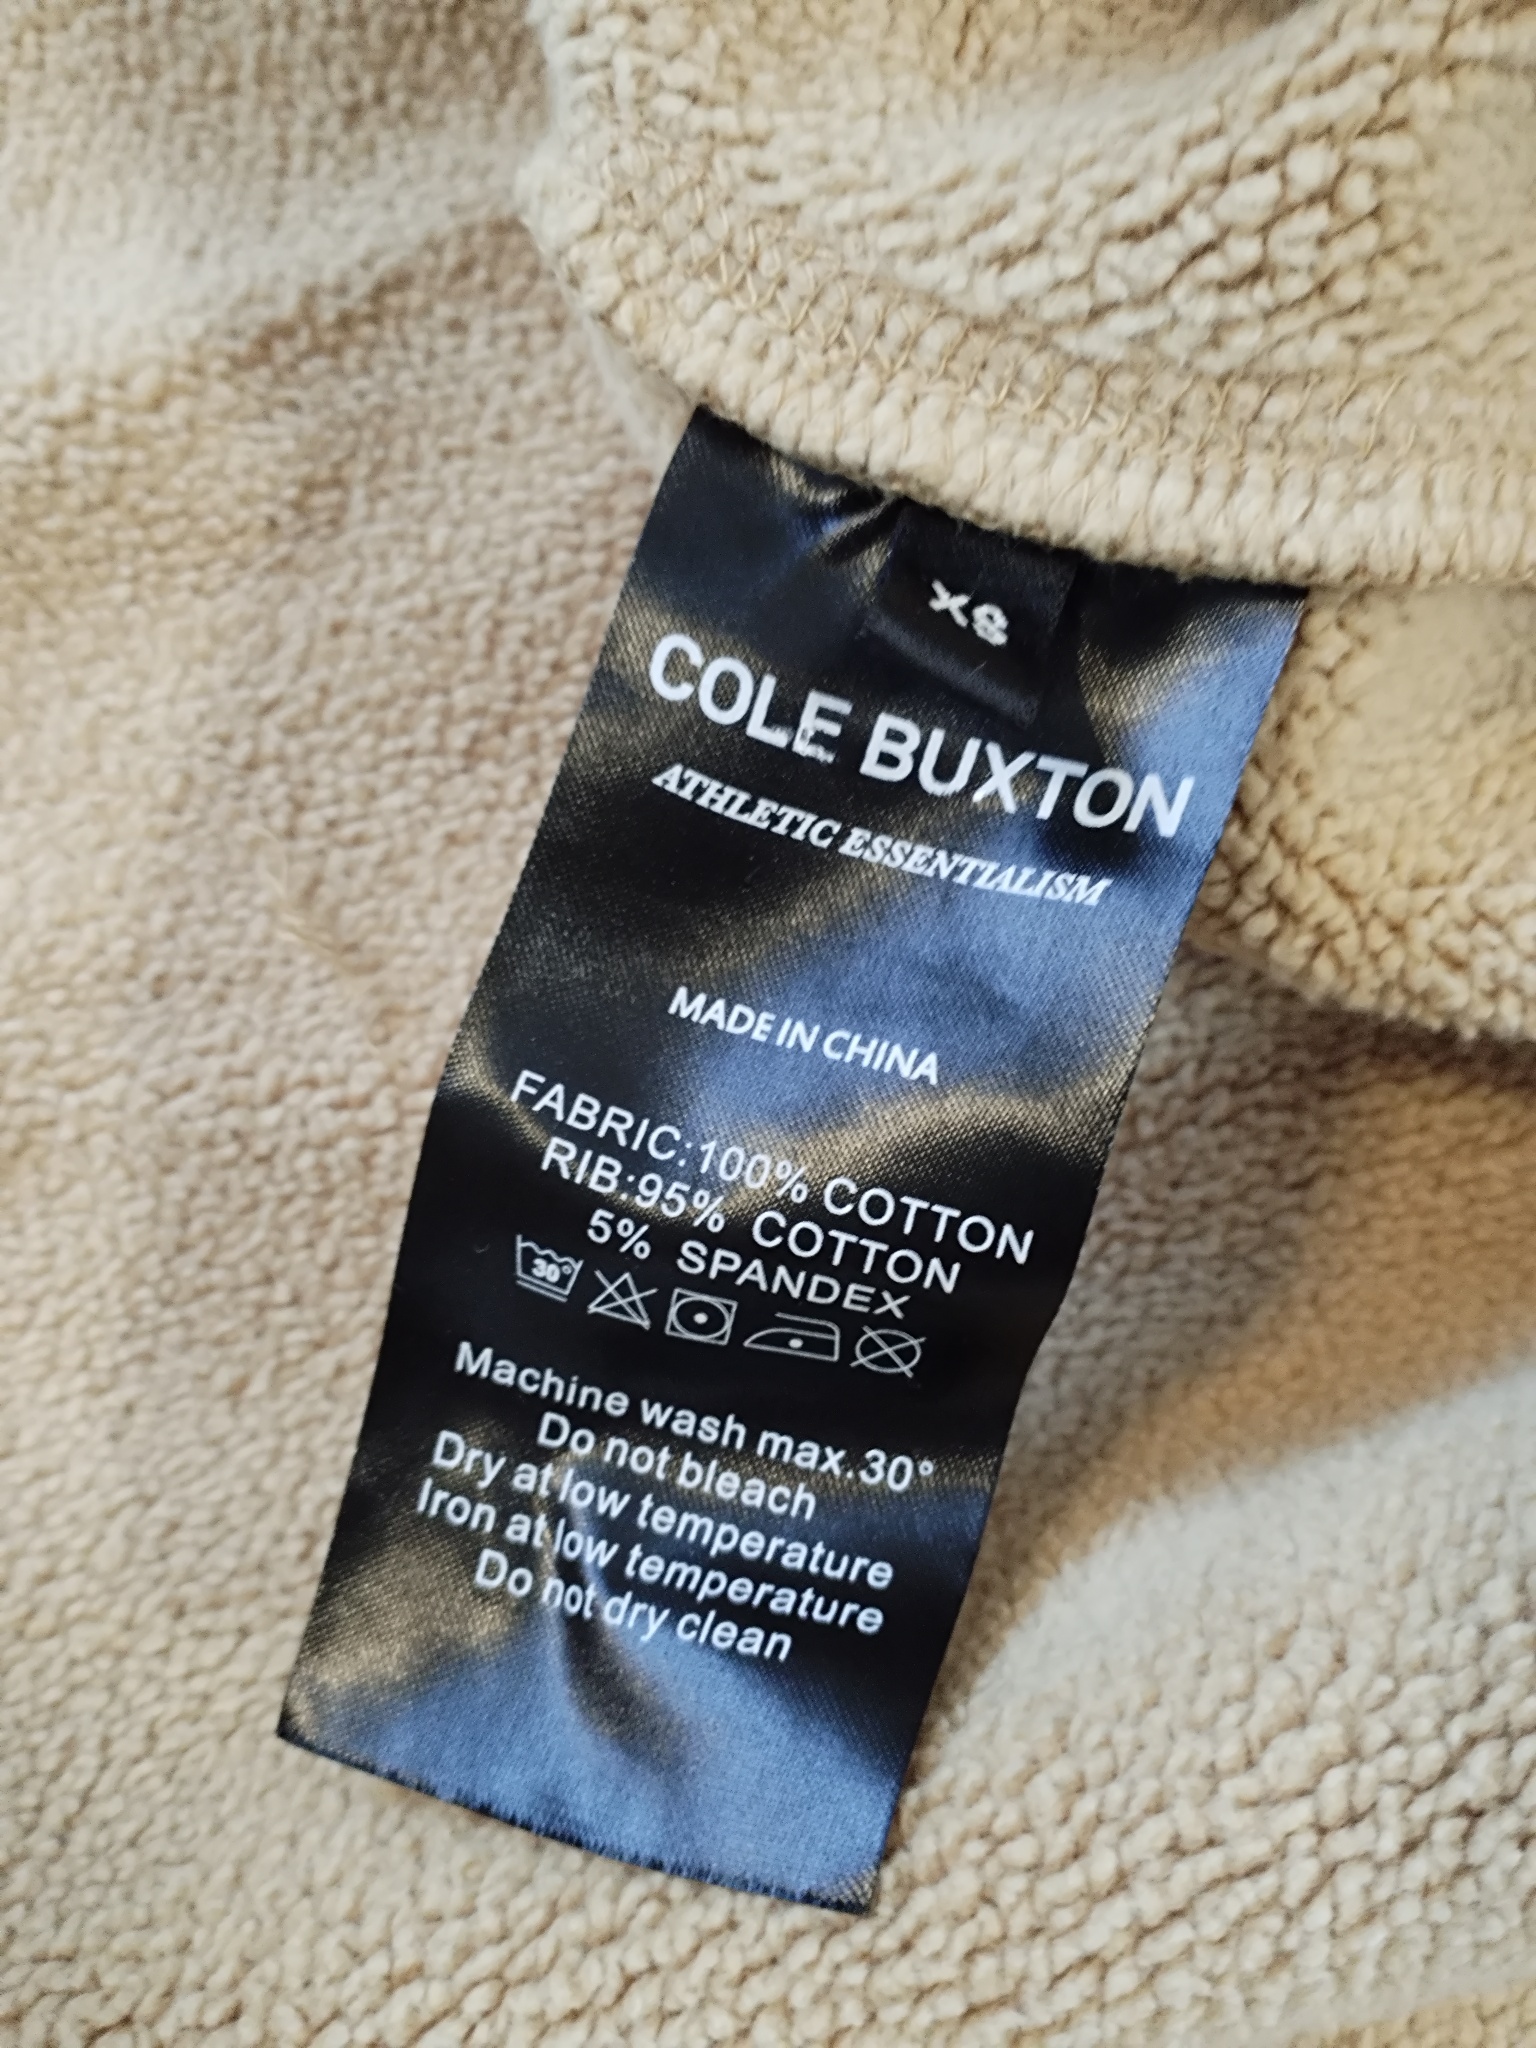 XS
COLE BUXTON
ATHLETIC ESSENTIALISM
MADE IN CHINA
FABRIC:100% COTTON
RIB:95% COTTON
5% SPANDEX
30°
Machine wash max.30°
Do not bleach
Dry at low temperature
Iron at low temperature
Do not dry clean